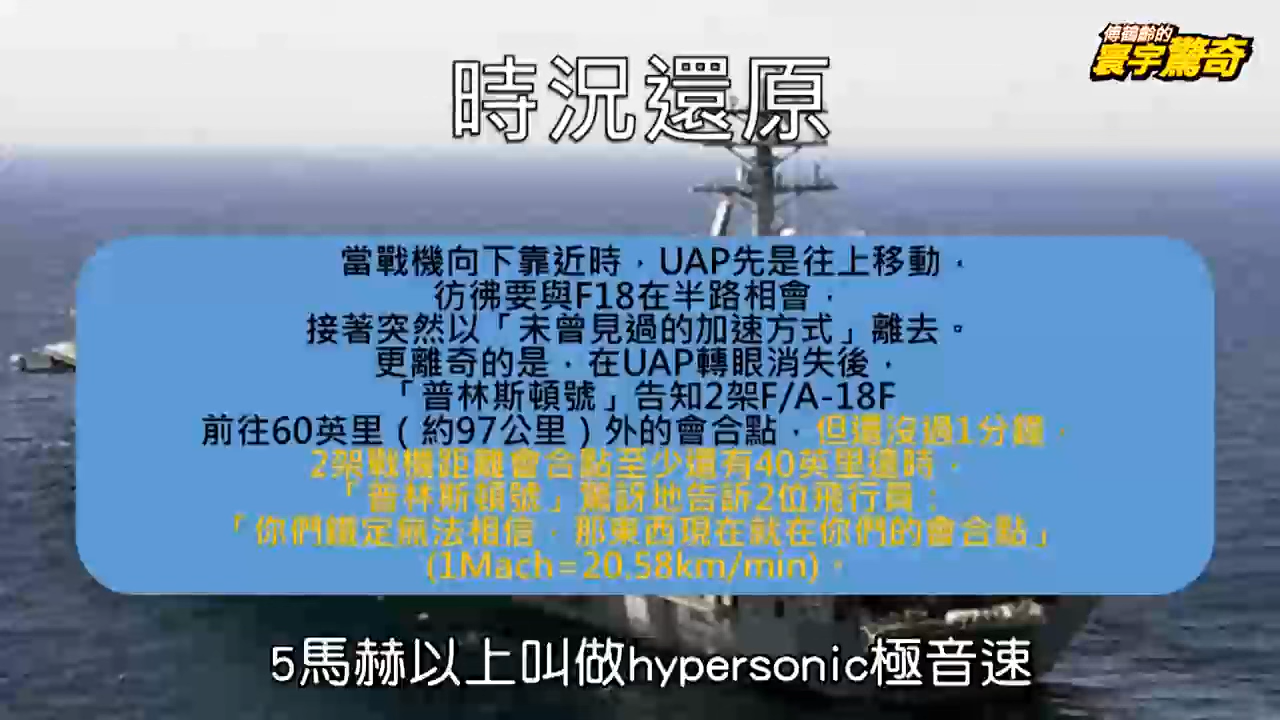 傅鶴齡的
寰宇驚奇
時況還原
當戰機向下靠近時，UAP先是往上移動，
彷彿要與F18在半路相會，
接著突然以「未曾見過的加速方式」離去。
更離奇的是，在UAP轉眼消失後，
「普林斯頓號」告知2架F/A-18F
前往60英里（約97公里）外的會合點，但還沒過1分鐘，
2架戰機距離會合點至少還有40英里遠時，
「普林斯頓號」驚訝地告訴2位飛行員：
「你們鐵定無法相信，那東西現在就在你們的會合點」
(1Mach=20.58km/min)。
5馬赫以上叫做hypersonic極音速